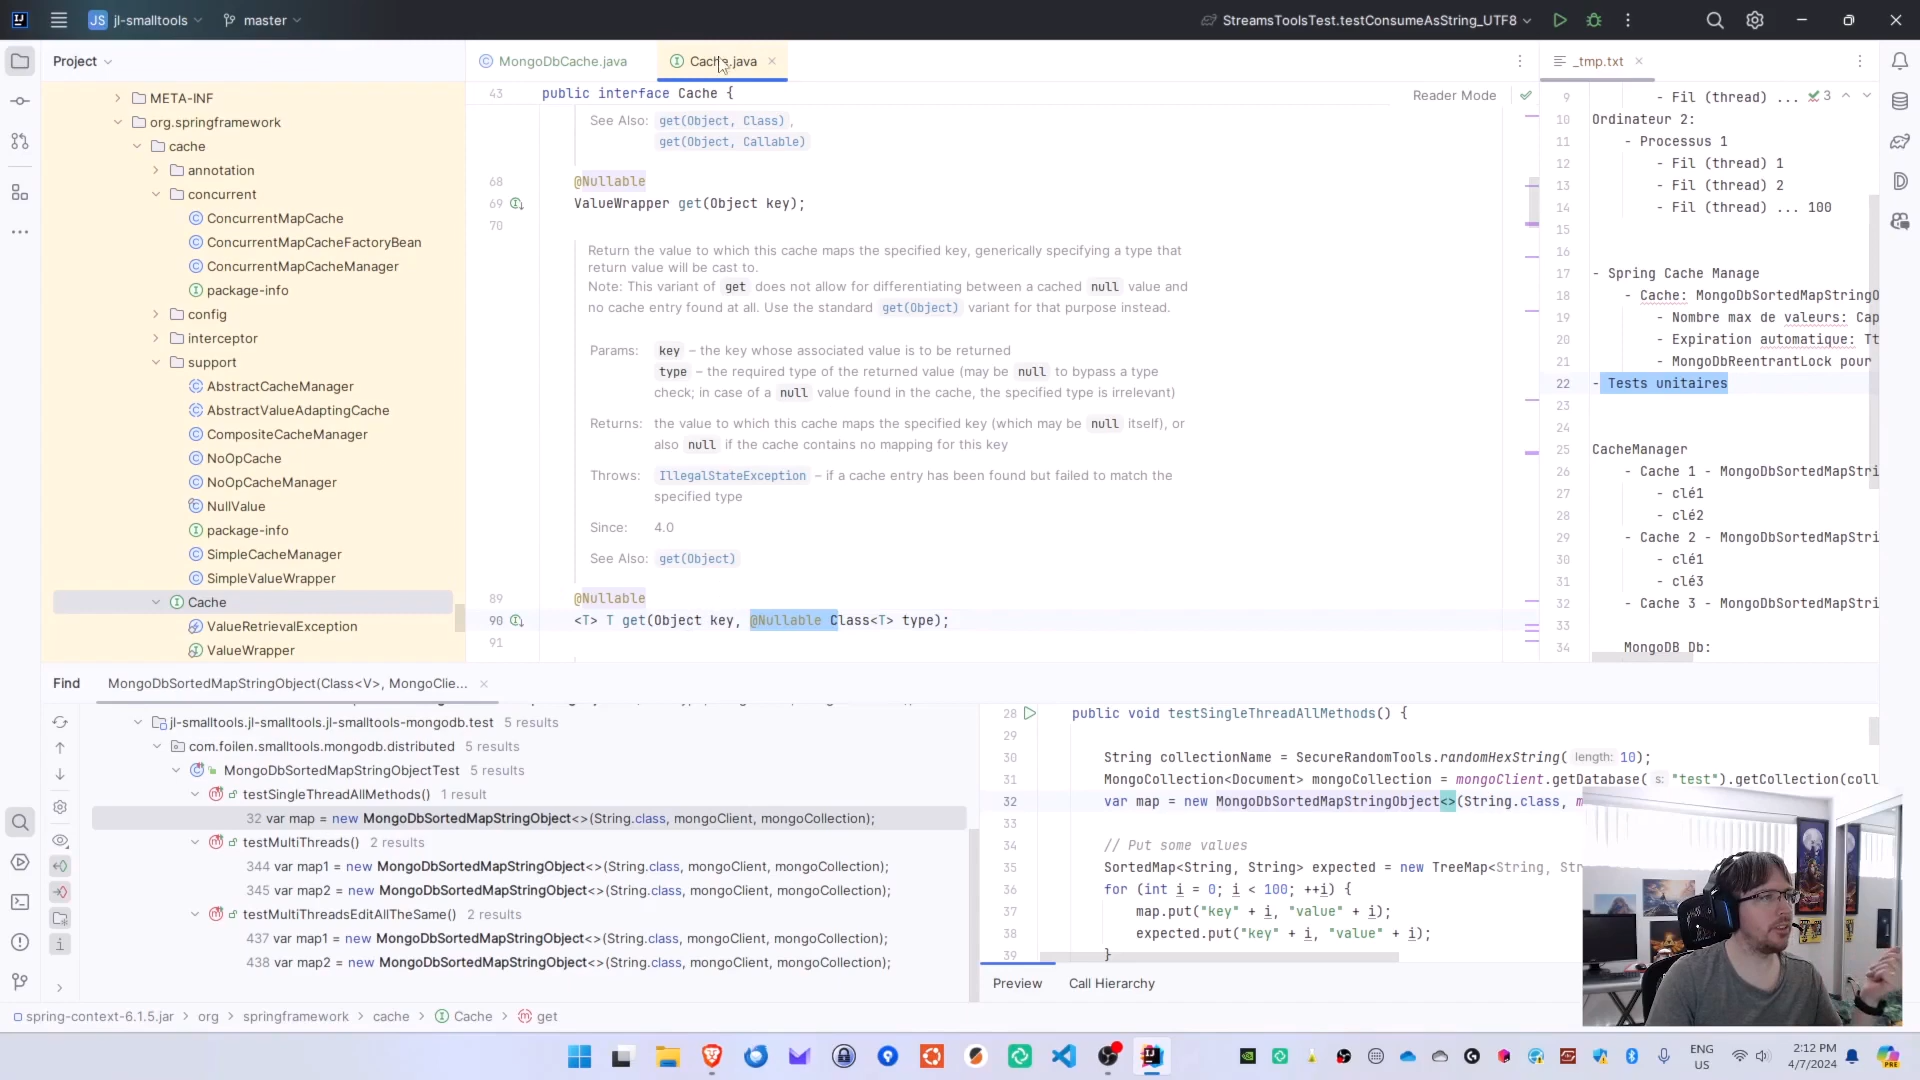 jl-smalltools
master
StreamsToolsTest.testConsumeAsString_UTF8
Project
META-INF
org.springframework
cache
annotation
concurrent
ConcurrentMapCache
ConcurrentMapCacheFactoryBean
ConcurrentMapCacheManager
package-info
config
interceptor
support
AbstractCacheManager
AbstractValueAdaptingCache
CompositeCacheManager
NoOpCache
NoOpCacheManager
NullValue
package-info
SimpleCacheManager
SimpleValueWrapper
Cache
ValueRetrievalException
ValueWrapper
MongoDbCache.java
Cache.java
43 public interface Cache {
Reader Mode
See Also: get(Object, Class),
get(Object, Callable)
68 @Nullable
69 ValueWrapper get(Object key);
70
Return the value to which this cache maps the specified key, generically specifying a type that
return value will be cast to.
Note: This variant of get does not allow for differentiating between a cached null value and
no cache entry found at all. Use the standard get(Object) variant for that purpose instead.
Params: key – the key whose associated value is to be returned
type – the required type of the returned value (may be null to bypass a type
check; in case of a null value found in the cache, the specified type is irrelevant)
Returns: the value to which this cache maps the specified key (which may be null itself), or
also null if the cache contains no mapping for this key
Throws: IllegalStateException – if a cache entry has been found but failed to match the
specified type
Since: 4.0
See Also: get(Object)
89 @Nullable
90 <T> T get(Object key, @Nullable Class<T> type);
91
_tmp.txt
9 - Fil (thread) ... 3
10 Ordinateur 2:
11 - Processus 1
12 - Fil (thread) 1
13 - Fil (thread) 2
14 - Fil (thread) ... 100
15
16
17 - Spring Cache Manage
18 - Cache: MongoDbSortedMapStringO
19 - Nombre max de valeurs: Cap
20 - Expiration automatique: Tt
21 - MongoDbReentrantLock pour
22 - Tests unitaires
23
24
25 CacheManager
26 - Cache 1 - MongoDbSortedMapStri
27 - clé1
28 - clé2
29 - Cache 2 - MongoDbSortedMapStri
30 - clé1
31 - clé3
32 - Cache 3 - MongoDbSortedMapStri
33
34 MongoDB Db:
Find MongoDbSortedMapStringObject(Class<V>, MongoClie...
jl-smalltools.jl-smalltools.jl-smalltools-mongodb.test 5 results
com.foilen.smalltools.mongodb.distributed 5 results
MongoDbSortedMapStringObjectTest 5 results
testSingleThreadAllMethods() 1 result
32 var map = new MongoDbSortedMapStringObject<>(String.class, mongoClient, mongoCollection);
testMultiThreads() 2 results
344 var map1 = new MongoDbSortedMapStringObject<>(String.class, mongoClient, mongoCollection);
345 var map2 = new MongoDbSortedMapStringObject<>(String.class, mongoClient, mongoCollection);
testMultiThreadsEditAllTheSame() 2 results
437 var map1 = new MongoDbSortedMapStringObject<>(String.class, mongoClient, mongoCollection);
438 var map2 = new MongoDbSortedMapStringObject<>(String.class, mongoClient, mongoCollection);
28 public void testSingleThreadAllMethods() {
29
30 String collectionName = SecureRandomTools.randomHexString( length: 10);
31 MongoCollection<Document> mongoCollection = mongoClient.getDatabase( s: "test").getCollection(coll
32 var map = new MongoDbSortedMapStringObject<>(String.class, m
33
34 // Put some values
35 SortedMap<String, String> expected = new TreeMap<String, Str
36 for (int i = 0; i < 100; ++i) {
37 map.put("key" + i, "value" + i);
38 expected.put("key" + i, "value" + i);
39 }
Preview Call Hierarchy
spring-context-6.1.5.jar > org > springframework > cache > Cache > get
ENG
US
2:12 PM
4/7/2024